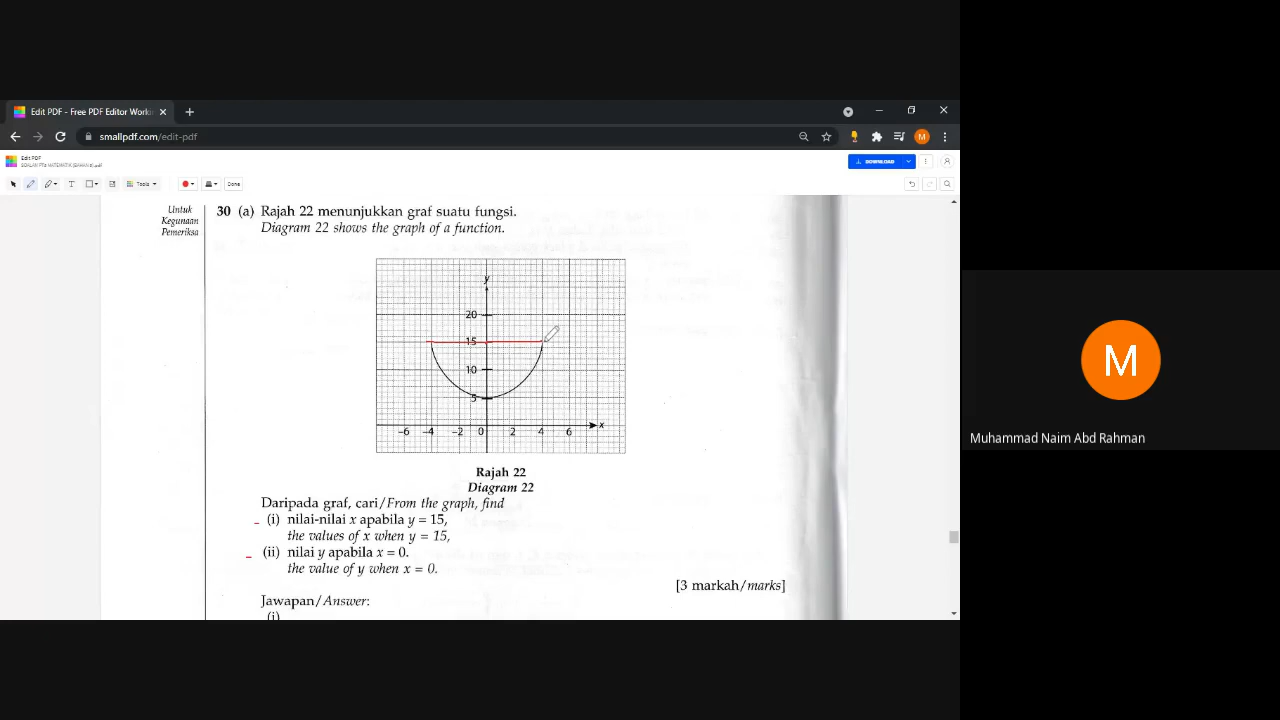 Edit PDF - Free PDF Editor Workin
smallpdf.com/edit-pdf
M
Edit PDF
DOWNLOAD
T
Tools
Done
Untuk
Kegunaan
Pemeriksa
30 (a) Rajah 22 menunjukkan graf suatu fungsi.
Diagram 22 shows the graph of a function.
y
20
15
10
5
-6 -4 -2 0 2 4 6 x
Rajah 22
Diagram 22
Daripada graf, cari/From the graph, find
(i) nilai-nilai x apabila y = 15,
the values of x when y = 15,
(ii) nilai y apabila x = 0.
the value of y when x = 0.
[3 markah/marks]
Jawapan/Answer:
(i)
M
Muhammad Naim Abd Rahman